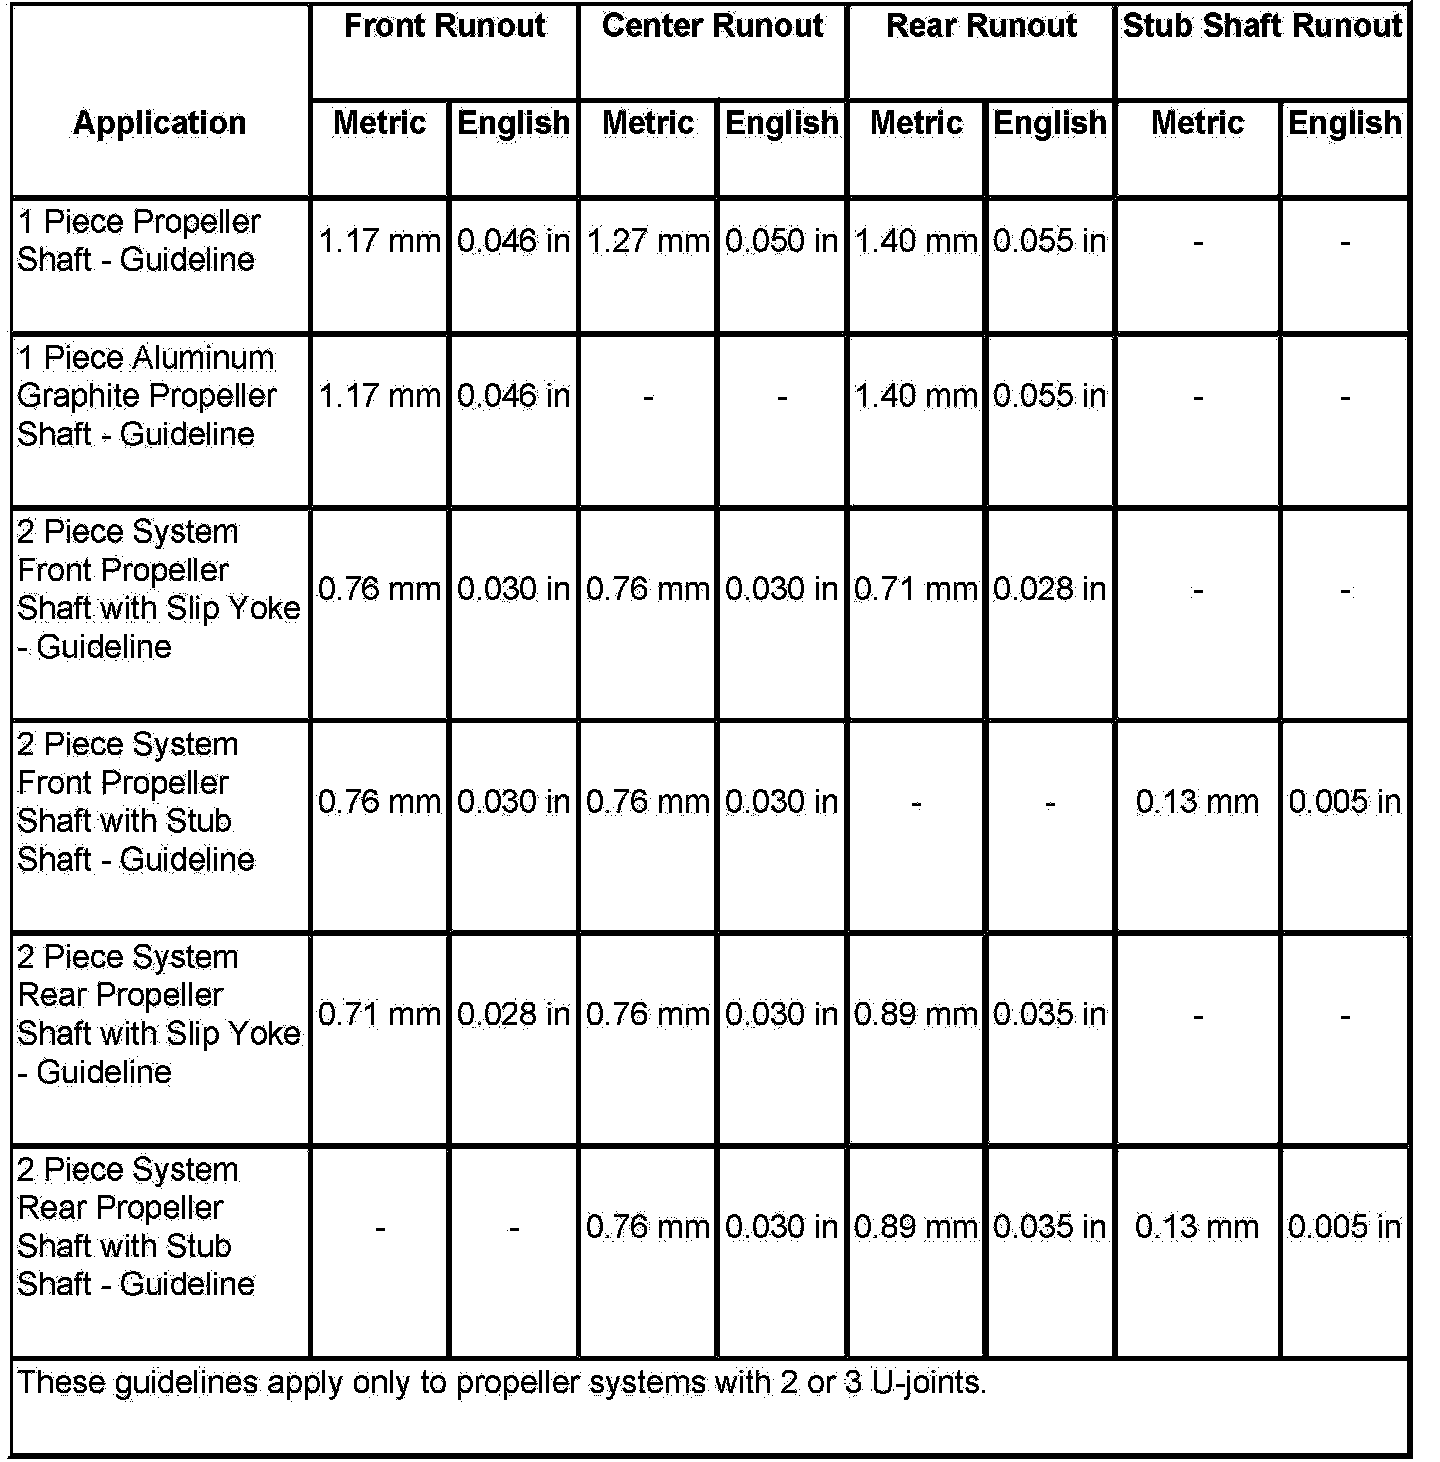 Front Runout Center Runout Rear Runout Stub Shaft Runout
Application Metric English Metric English Metric English Metric English
1 Piece Propeller
Shaft - Guideline
1.17 mm 0.046 in 1.27 mm 0.050 in 1.40 mm 0.055 in - -
1 Piece Aluminum
Graphite Propeller
Shaft - Guideline
1.17 mm 0.046 in - - 1.40 mm 0.055 in - -
2 Piece System
Front Propeller
Shaft with Slip Yoke
- Guideline
0.76 mm 0.030 in 0.76 mm 0.030 in 0.71 mm 0.028 in - -
2 Piece System
Front Propeller
Shaft with Stub
Shaft - Guideline
0.76 mm 0.030 in 0.76 mm 0.030 in - - 0.13 mm 0.005 in
2 Piece System
Rear Propeller
Shaft with Slip Yoke
- Guideline
0.71 mm 0.028 in 0.76 mm 0.030 in 0.89 mm 0.035 in - -
2 Piece System
Rear Propeller
Shaft with Stub
Shaft - Guideline
- - 0.76 mm 0.030 in 0.89 mm 0.035 in 0.13 mm 0.005 in
These guidelines apply only to propeller systems with 2 or 3 U-joints.